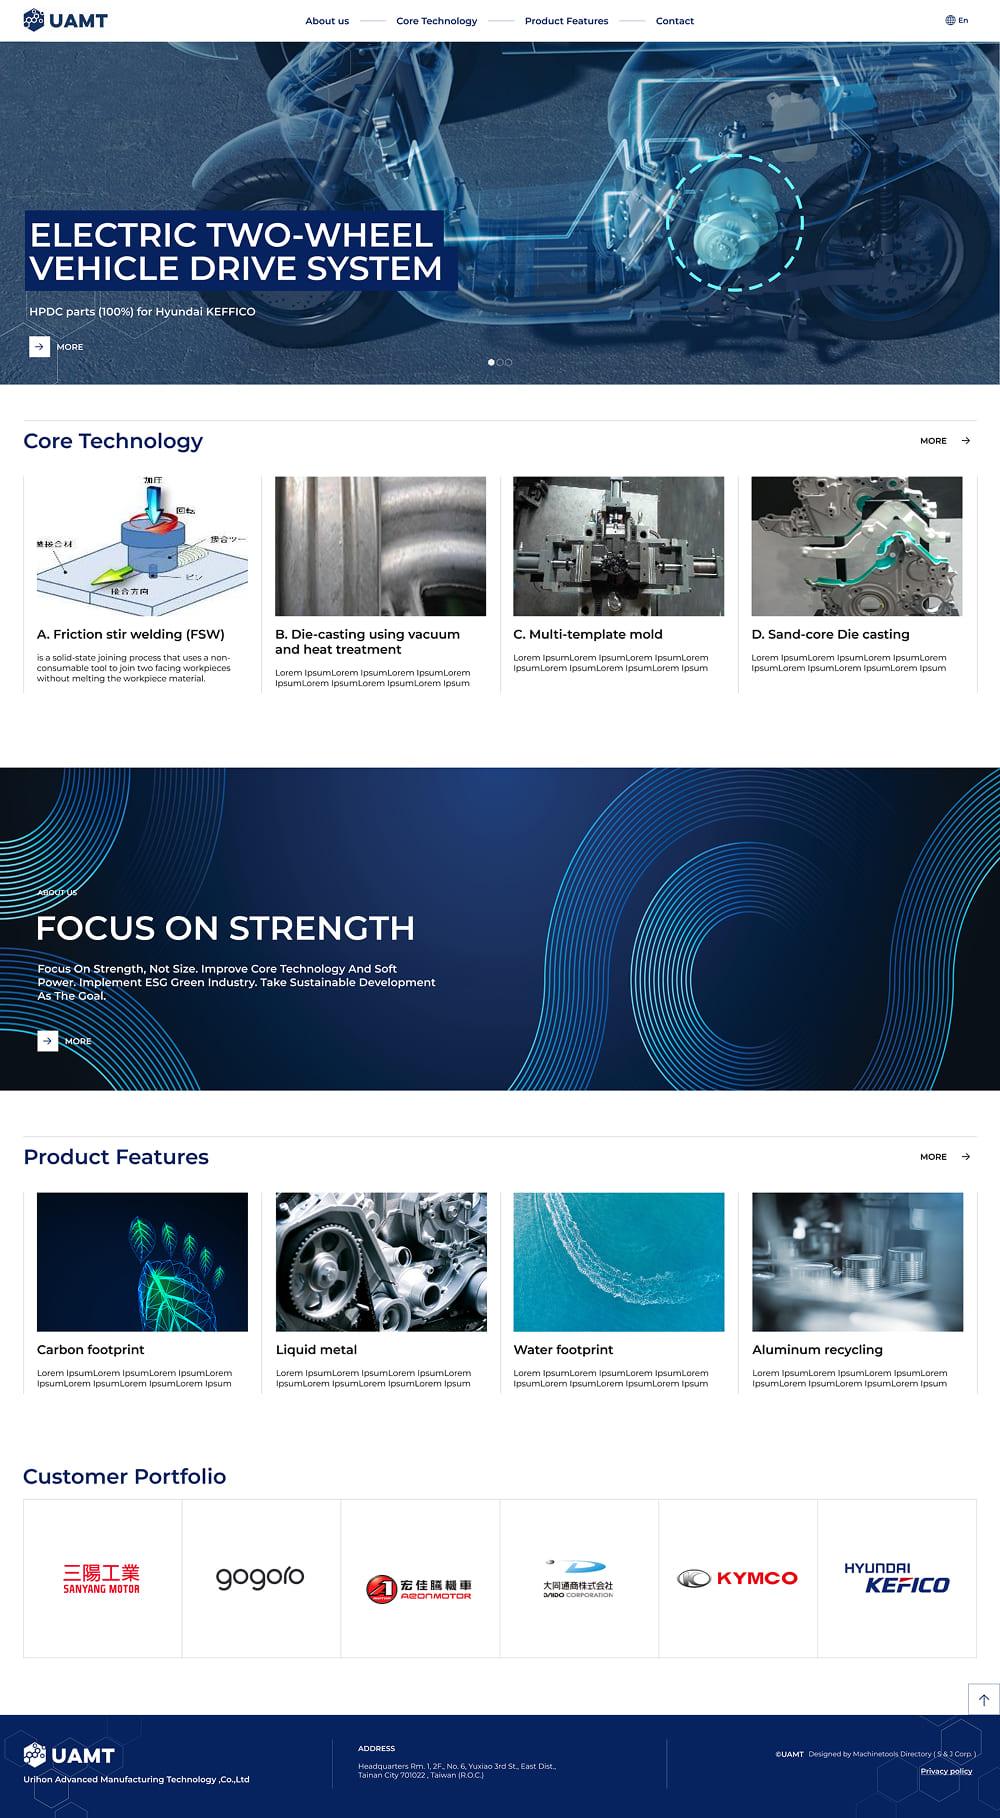 UAMT
About us
Core Technology
Product Features
Contact
En
ELECTRIC TWO-WHEEL
VEHICLE DRIVE SYSTEM
HPDC parts (100%) for Hyundai KEFFICO
MORE
Core Technology
MORE
加圧
回転
接合ツー
接合材
ピン
接合方向
A. Friction stir welding (FSW)
is a solid-state joining process that uses a non-
consumable tool to join two facing workpieces
without melting the workpiece material.
B. Die-casting using vacuum
and heat treatment
Lorem IpsumLorem IpsumLorem IpsumLorem
IpsumLorem IpsumLorem IpsumLorem Ipsum
C. Multi-template mold
Lorem IpsumLorem IpsumLorem IpsumLorem
IpsumLorem IpsumLorem IpsumLorem Ipsum
D. Sand-core Die casting
Lorem IpsumLorem IpsumLorem IpsumLorem
IpsumLorem IpsumLorem IpsumLorem Ipsum
ABOUT US
FOCUS ON STRENGTH
Focus On Strength, Not Size. Improve Core Technology And Soft
Power. Implement ESG Green Industry. Take Sustainable Development
As The Goal.
MORE
Product Features
MORE
Carbon footprint
Lorem IpsumLorem IpsumLorem IpsumLorem
IpsumLorem IpsumLorem IpsumLorem Ipsum
Liquid metal
Lorem IpsumLorem IpsumLorem IpsumLorem
IpsumLorem IpsumLorem IpsumLorem Ipsum
Water footprint
Lorem IpsumLorem IpsumLorem IpsumLorem
IpsumLorem IpsumLorem IpsumLorem Ipsum
Aluminum recycling
Lorem IpsumLorem IpsumLorem IpsumLorem
IpsumLorem IpsumLorem IpsumLorem Ipsum
Customer Portfolio
三陽工業
SANYANG MOTOR
gogoro
宏佳騰機車
AEONMOTOR
大同通商株式会社
DAIDO CORPORATION
KYMCO
HYUNDAI
KEFICO
UAMT
Urihon Advanced Manufacturing Technology ,Co.,Ltd
ADDRESS
Headquarters Rm. 1, 2F., No. 6, Yuxiao 3rd St., East Dist.,
Tainan City 701022 , Taiwan (R.O.C.)
©UAMT Designed by Machinetools Directory ( S & J Corp. )
Privacy policy